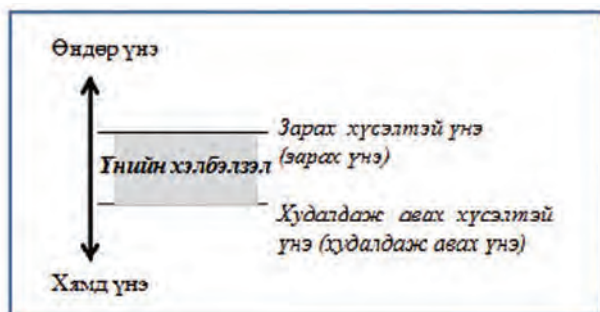 Өндөр үнэ
Зарах хүсэлтэй үнэ
(зарах үнэ)
Үнийн хэлбэлзэл
Худалдаж авах хүсэлтэй
үнэ (худалдаж авах үнэ)
Хямд үнэ